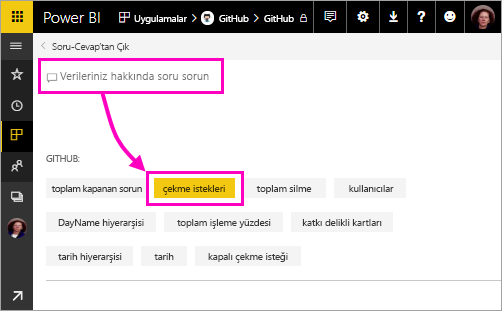 Power BI Uygulamalar > GitHub > GitHub
Soru-Cevap'tan Çık
Verileriniz hakkında soru sorun
GITHUB:
toplam kapanan sorun çekme istekleri toplam silme kullanıcılar
DayName hiyerarşisi toplam işleme yüzdesi katkı delikli kartları
tarih hiyerarşisi tarih kapalı çekme isteği